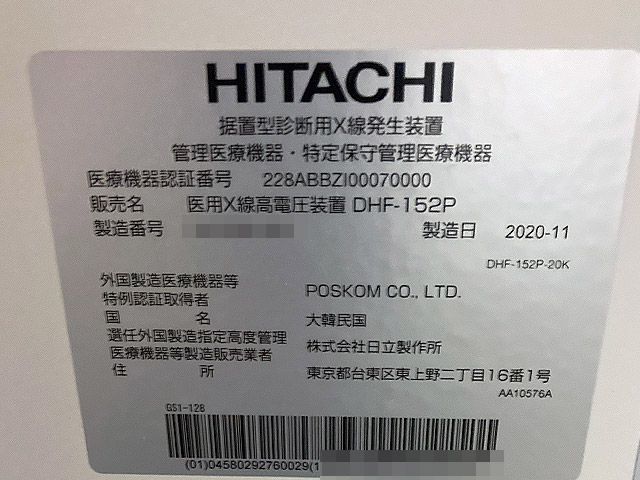 HITACHI
据置型診断用X線発生装置
管理医療機器・特定保守管理医療機器
医療機器認証番号 228ABBZI00070000
販売名 医用X線高電圧装置 DHF-152P
製造番号 製造日 2020-11
DHF-152P-20K
外国製造医療機器等
特例認証取得者 POSKOM CO., LTD.
国名 大韓民国
選任外国製造指定高度管理
医療機器等製造販売業者 株式会社日立製作所
住所 東京都台東区東上野二丁目16番1号
AA10576A
GS1-128
(01)04580292760029(1